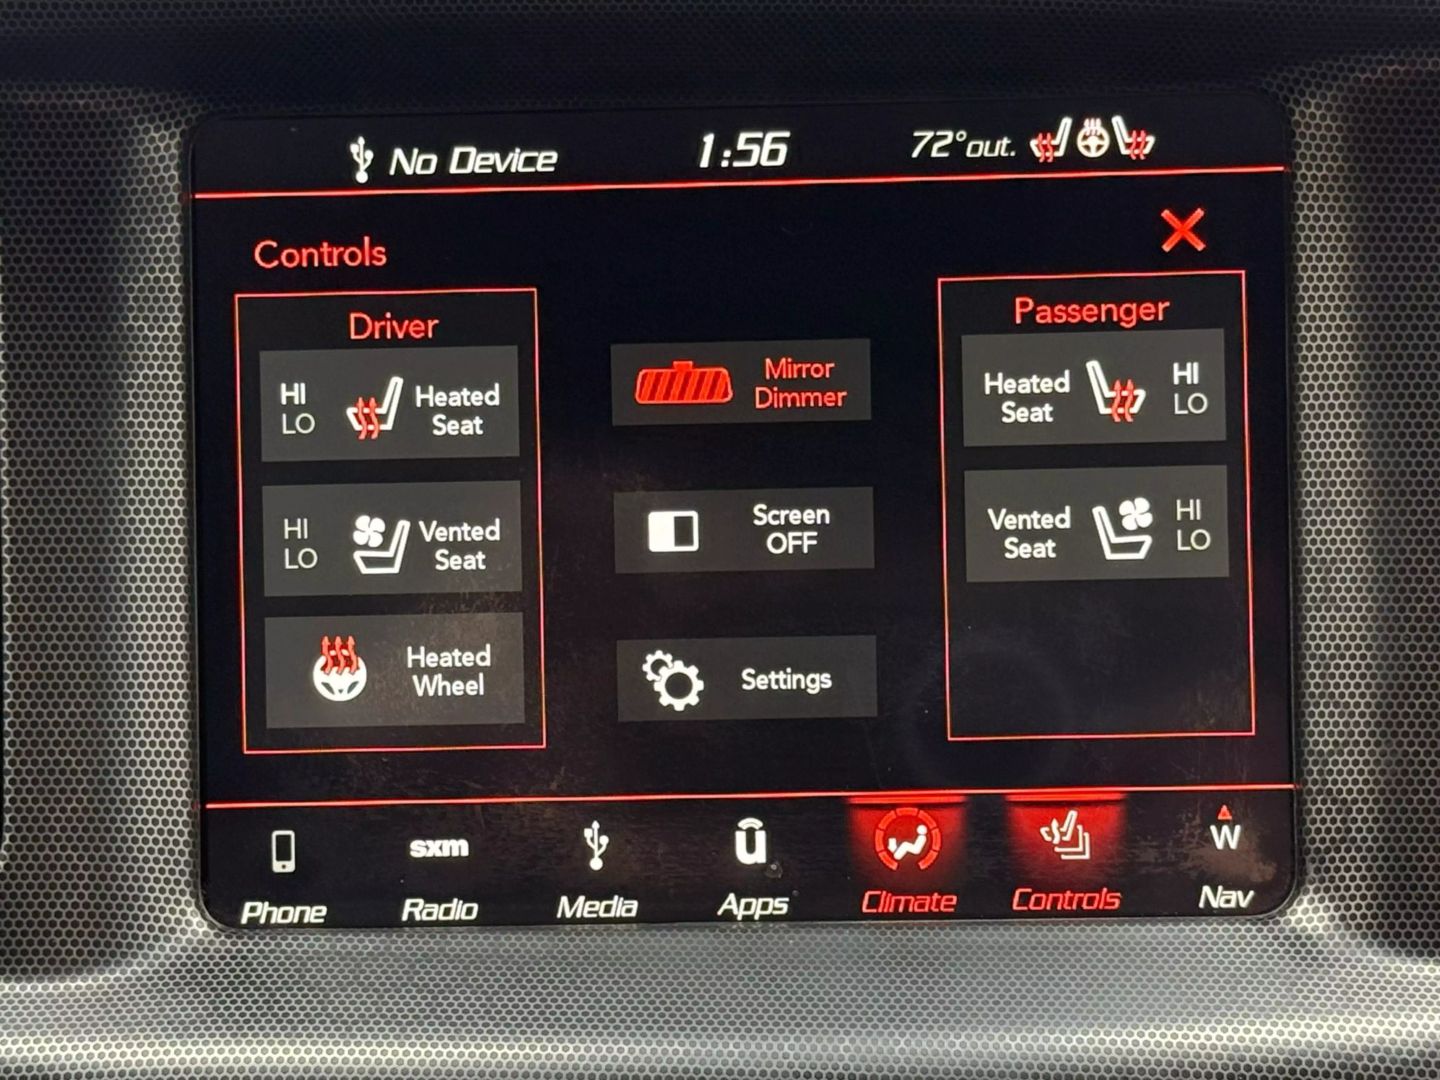 No Device
1:56
72°out.
Controls
Driver
HI
LO
Heated
Seat
HI
LO
Vented
Seat
Heated
Wheel
Mirror
Dimmer
Screen
OFF
Settings
Passenger
Heated
Seat
HI
LO
Vented
Seat
HI
LO
Phone
sxm
Radio
Media
u
Apps
Climate
Controls
W
Nav